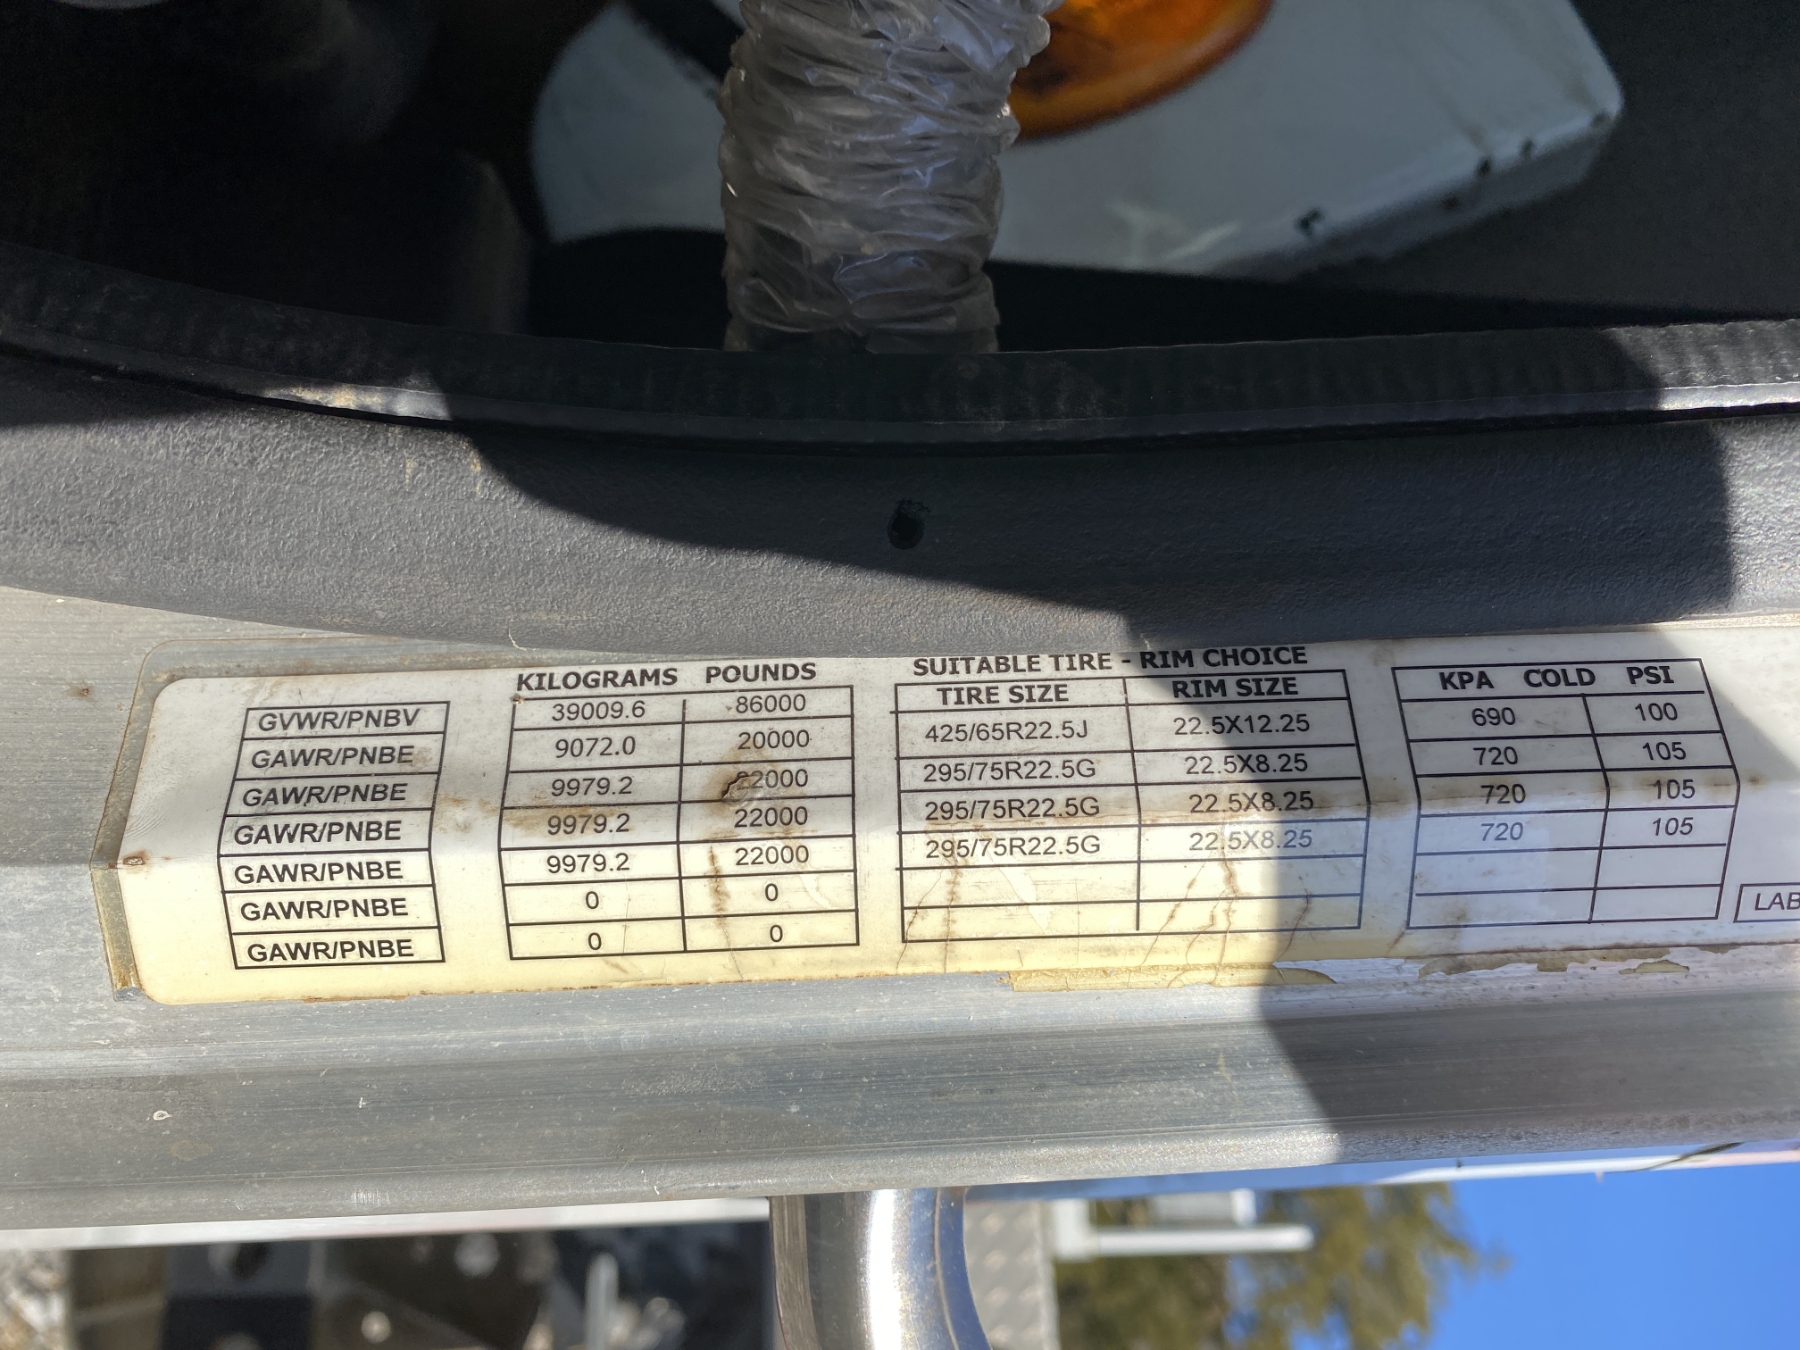 KILOGRAMS POUNDS SUITABLE TIRE - RIM CHOICE
TIRE SIZE RIM SIZE KPA COLD PSI
GVWR/PNBV 39009.6 86000
GAWR/PNBE 9072.0 20000 425/65R22.5J 22.5X12.25 690 100
GAWR/PNBE 9979.2 22000 295/75R22.5G 22.5X8.25 720 105
GAWR/PNBE 9979.2 22000 295/75R22.5G 22.5X8.25 720 105
GAWR/PNBE 9979.2 22000 295/75R22.5G 22.5X8.25 720 105
GAWR/PNBE 0 0
GAWR/PNBE 0 0
LAB